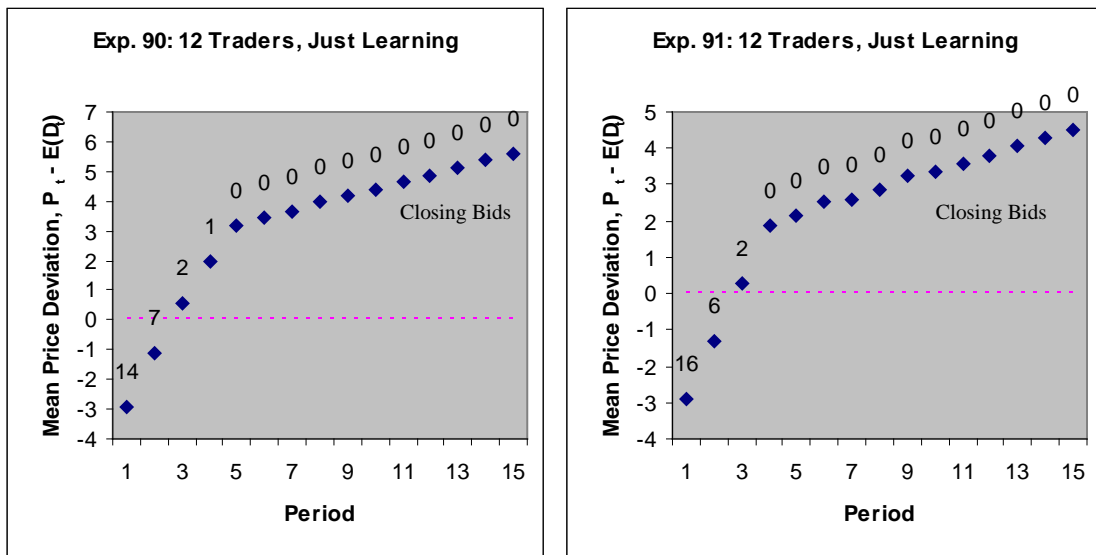 Exp. 90: 12 Traders, Just Learning
Mean Price Deviation, P t - E(Dt)
7
6
5
4
3
2
1
0
-1
-2
-3
-4
14
7
2
1
0 0 0 0 0 0 0 0 0 0 0
Closing Bids
1 3 5 7 9 11 13 15
Period
Exp. 91: 12 Traders, Just Learning
Mean Price Deviation, P t - E(Dt)
5
4
3
2
1
0
-1
-2
-3
-4
16
6
2
0 0 0 0 0 0 0 0 0 0 0 0
Closing Bids
1 3 5 7 9 11 13 15
Period